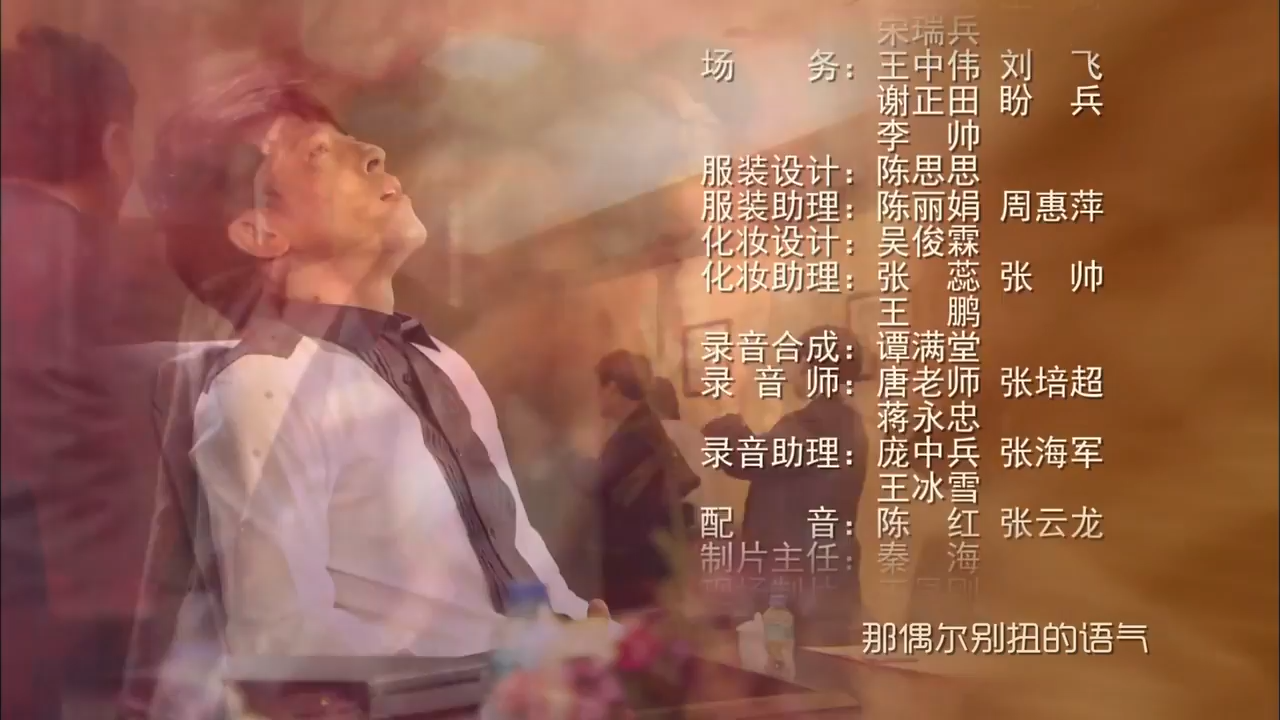 宋瑞兵
场 务：王中伟 刘 飞
谢正田 盼 兵
李 帅
服装设计：陈思思
服装助理：陈丽娟 周惠萍
化妆设计：吴俊霖
化妆助理：张 蕊 张 帅
王 鹏
录音合成：谭满堂
录 音 师：唐老师 张培超
蒋永忠
录音助理：庞中兵 张海军
王冰雪
配 音：陈 红 张云龙
制片主任：秦 海
现场制片
那偶尔别扭的语气